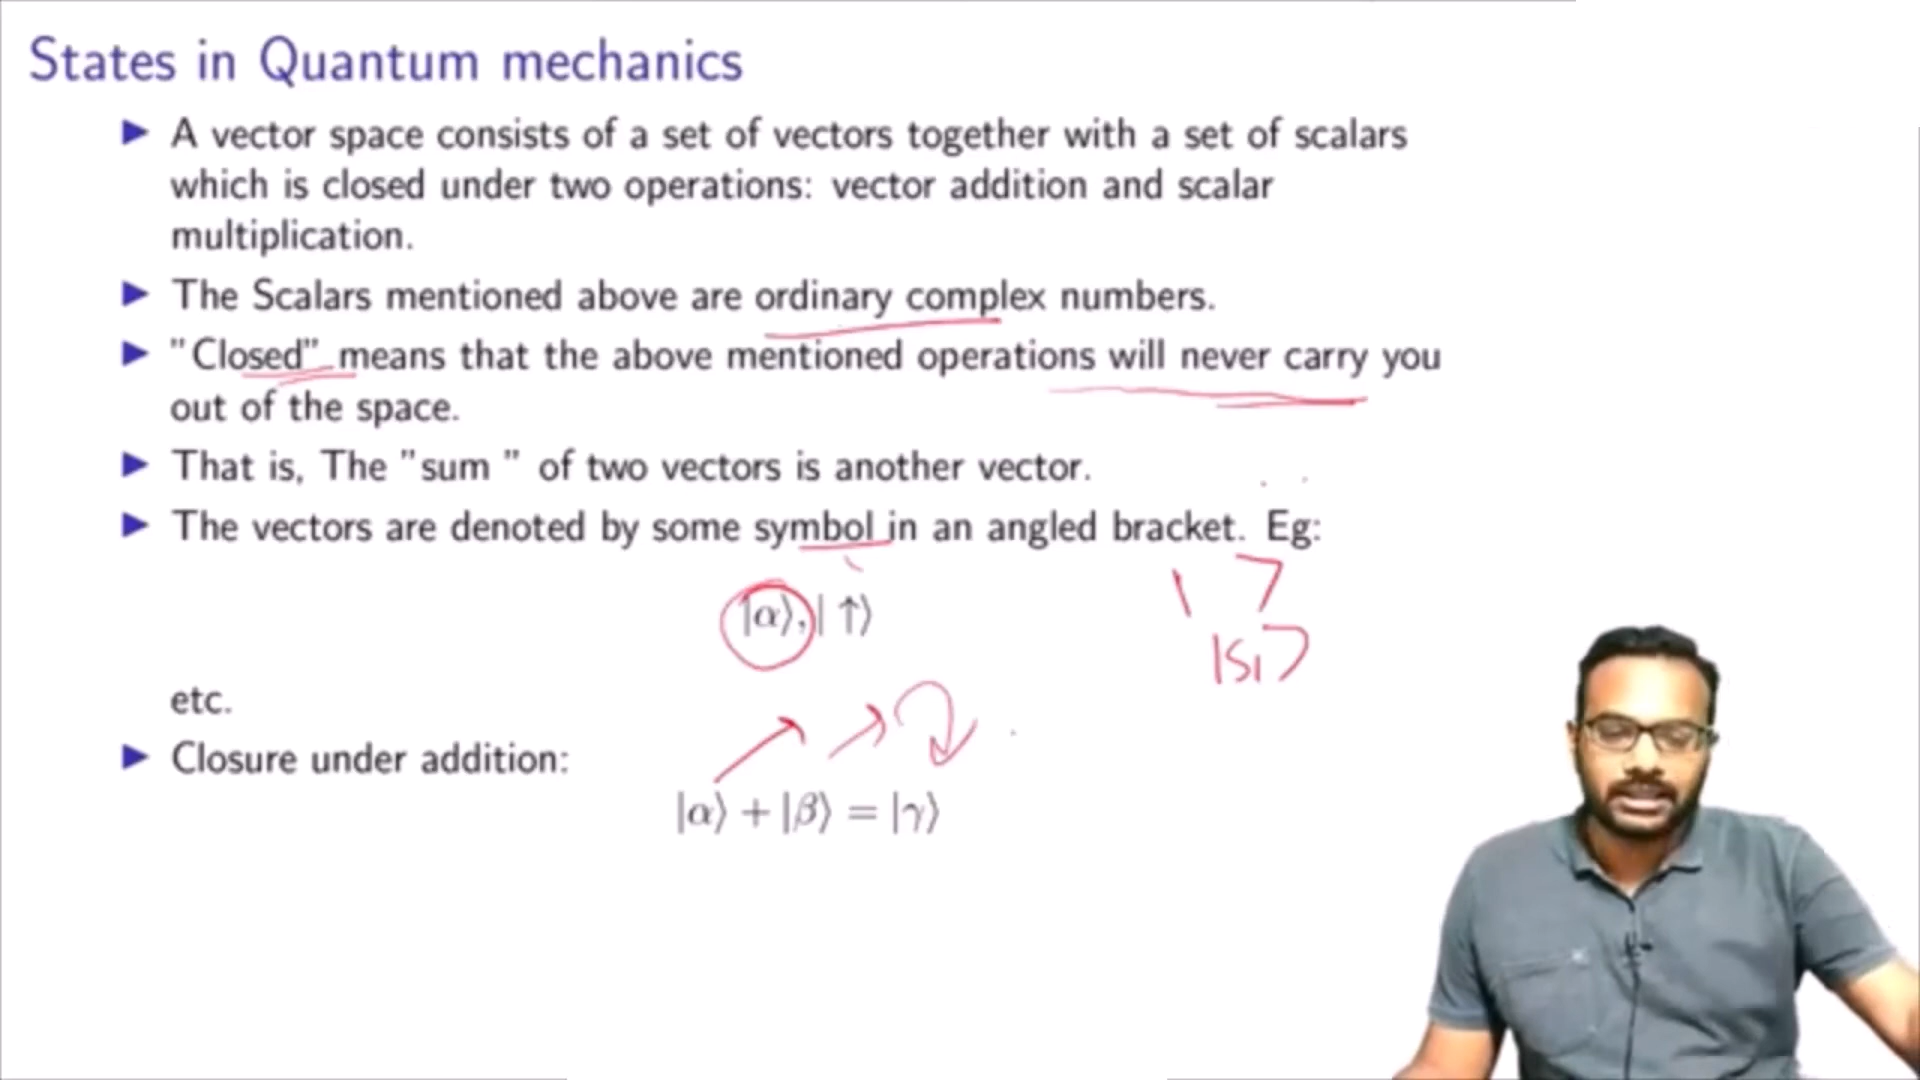 States in Quantum mechanics
▶ A vector space consists of a set of vectors together with a set of scalars
which is closed under two operations: vector addition and scalar
multiplication.
▶ The Scalars mentioned above are ordinary complex numbers.
▶ "Closed" means that the above mentioned operations will never carry you
out of the space.
▶ That is, The "sum " of two vectors is another vector.
▶ The vectors are denoted by some symbol in an angled bracket. Eg:
|α⟩, | ↑⟩
| ⟩
|S₁⟩
etc.
▶ Closure under addition:
|α⟩ + |β⟩ = |γ⟩